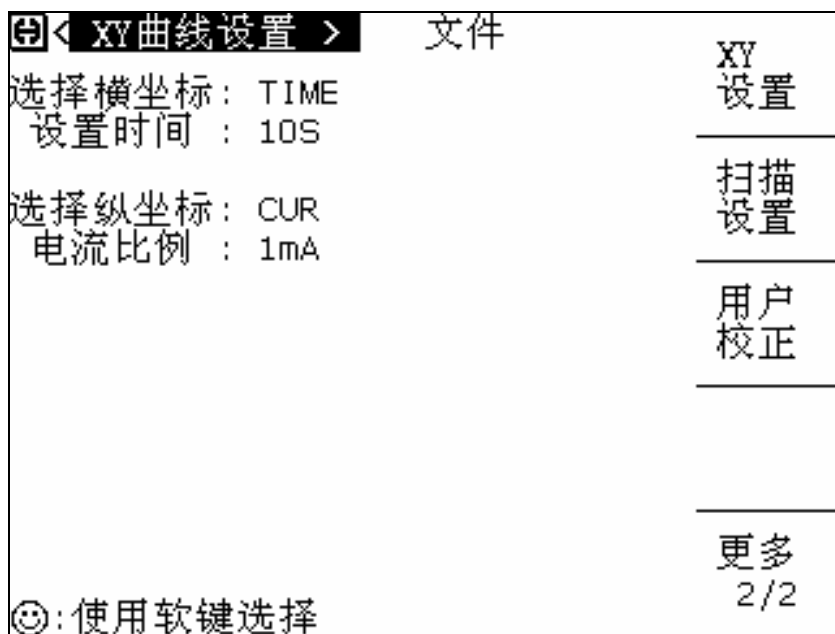 < XY曲线设置 > 文件
选择横坐标: TIME
设置时间 : 10S
选择纵坐标: CUR
电流比例 : 1mA
XY
设置
扫描
设置
用户
校正
更多
2/2
:使用软键选择